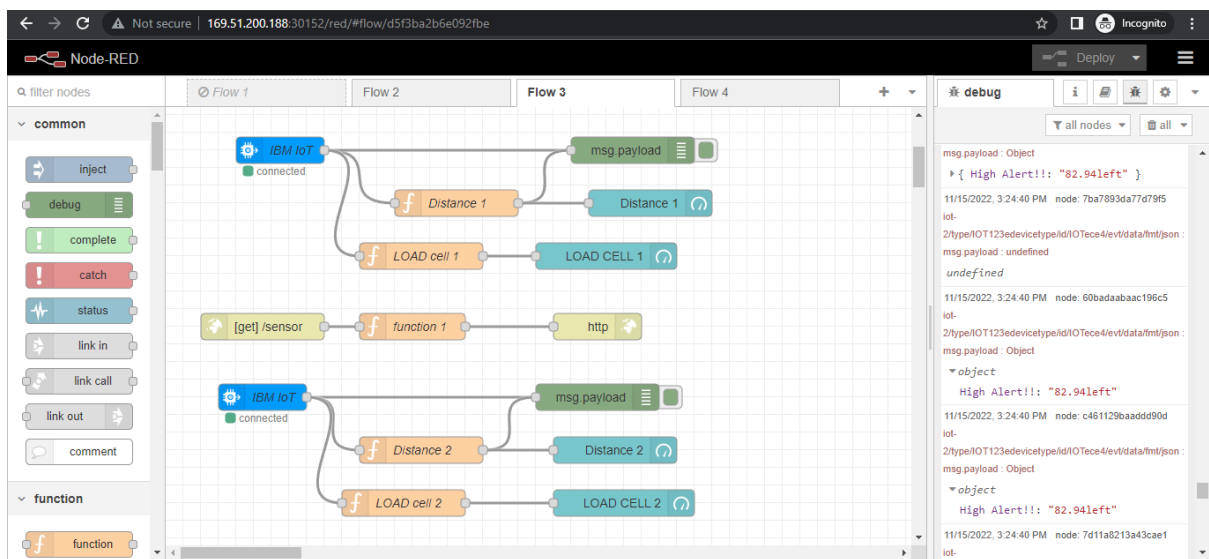 Not secure | 169.51.200.188:30152/red/#flow/d5f3ba2b6e092fbe
Incognito
Node-RED
Deploy
filter nodes
Flow 1
Flow 2
Flow 3
Flow 4
debug
i
all nodes
all
common
inject
debug
complete
catch
status
link in
link call
link out
comment
function
function
IBM IoT
connected
msg.payload
Distance 1
Distance 1
LOAD cell 1
LOAD CELL 1
[get] /sensor
function 1
http
IBM IoT
connected
msg.payload
Distance 2
Distance 2
LOAD cell 2
LOAD CELL 2
msg.payload : Object
{ High Alert!!: "82.94left" }
11/15/2022, 3:24:40 PM node: 7ba7893da77d79f5
iot-
2/type/IOT123edevicetype/id/IOTece4/evt/data/fmt/json :
msg.payload : undefined
undefined
11/15/2022, 3:24:40 PM node: 60badaabaac196c5
iot-
2/type/IOT123edevicetype/id/IOTece4/evt/data/fmt/json :
msg.payload : Object
object
High Alert!!: "82.94left"
11/15/2022, 3:24:40 PM node: c461129baaddd90d
iot-
2/type/IOT123edevicetype/id/IOTece4/evt/data/fmt/json :
msg.payload : Object
object
High Alert!!: "82.94left"
11/15/2022, 3:24:40 PM node: 7d11a8213a43cae1
iot-